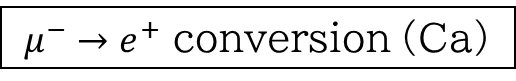 μ⁻ → e⁺ conversion (Ca)